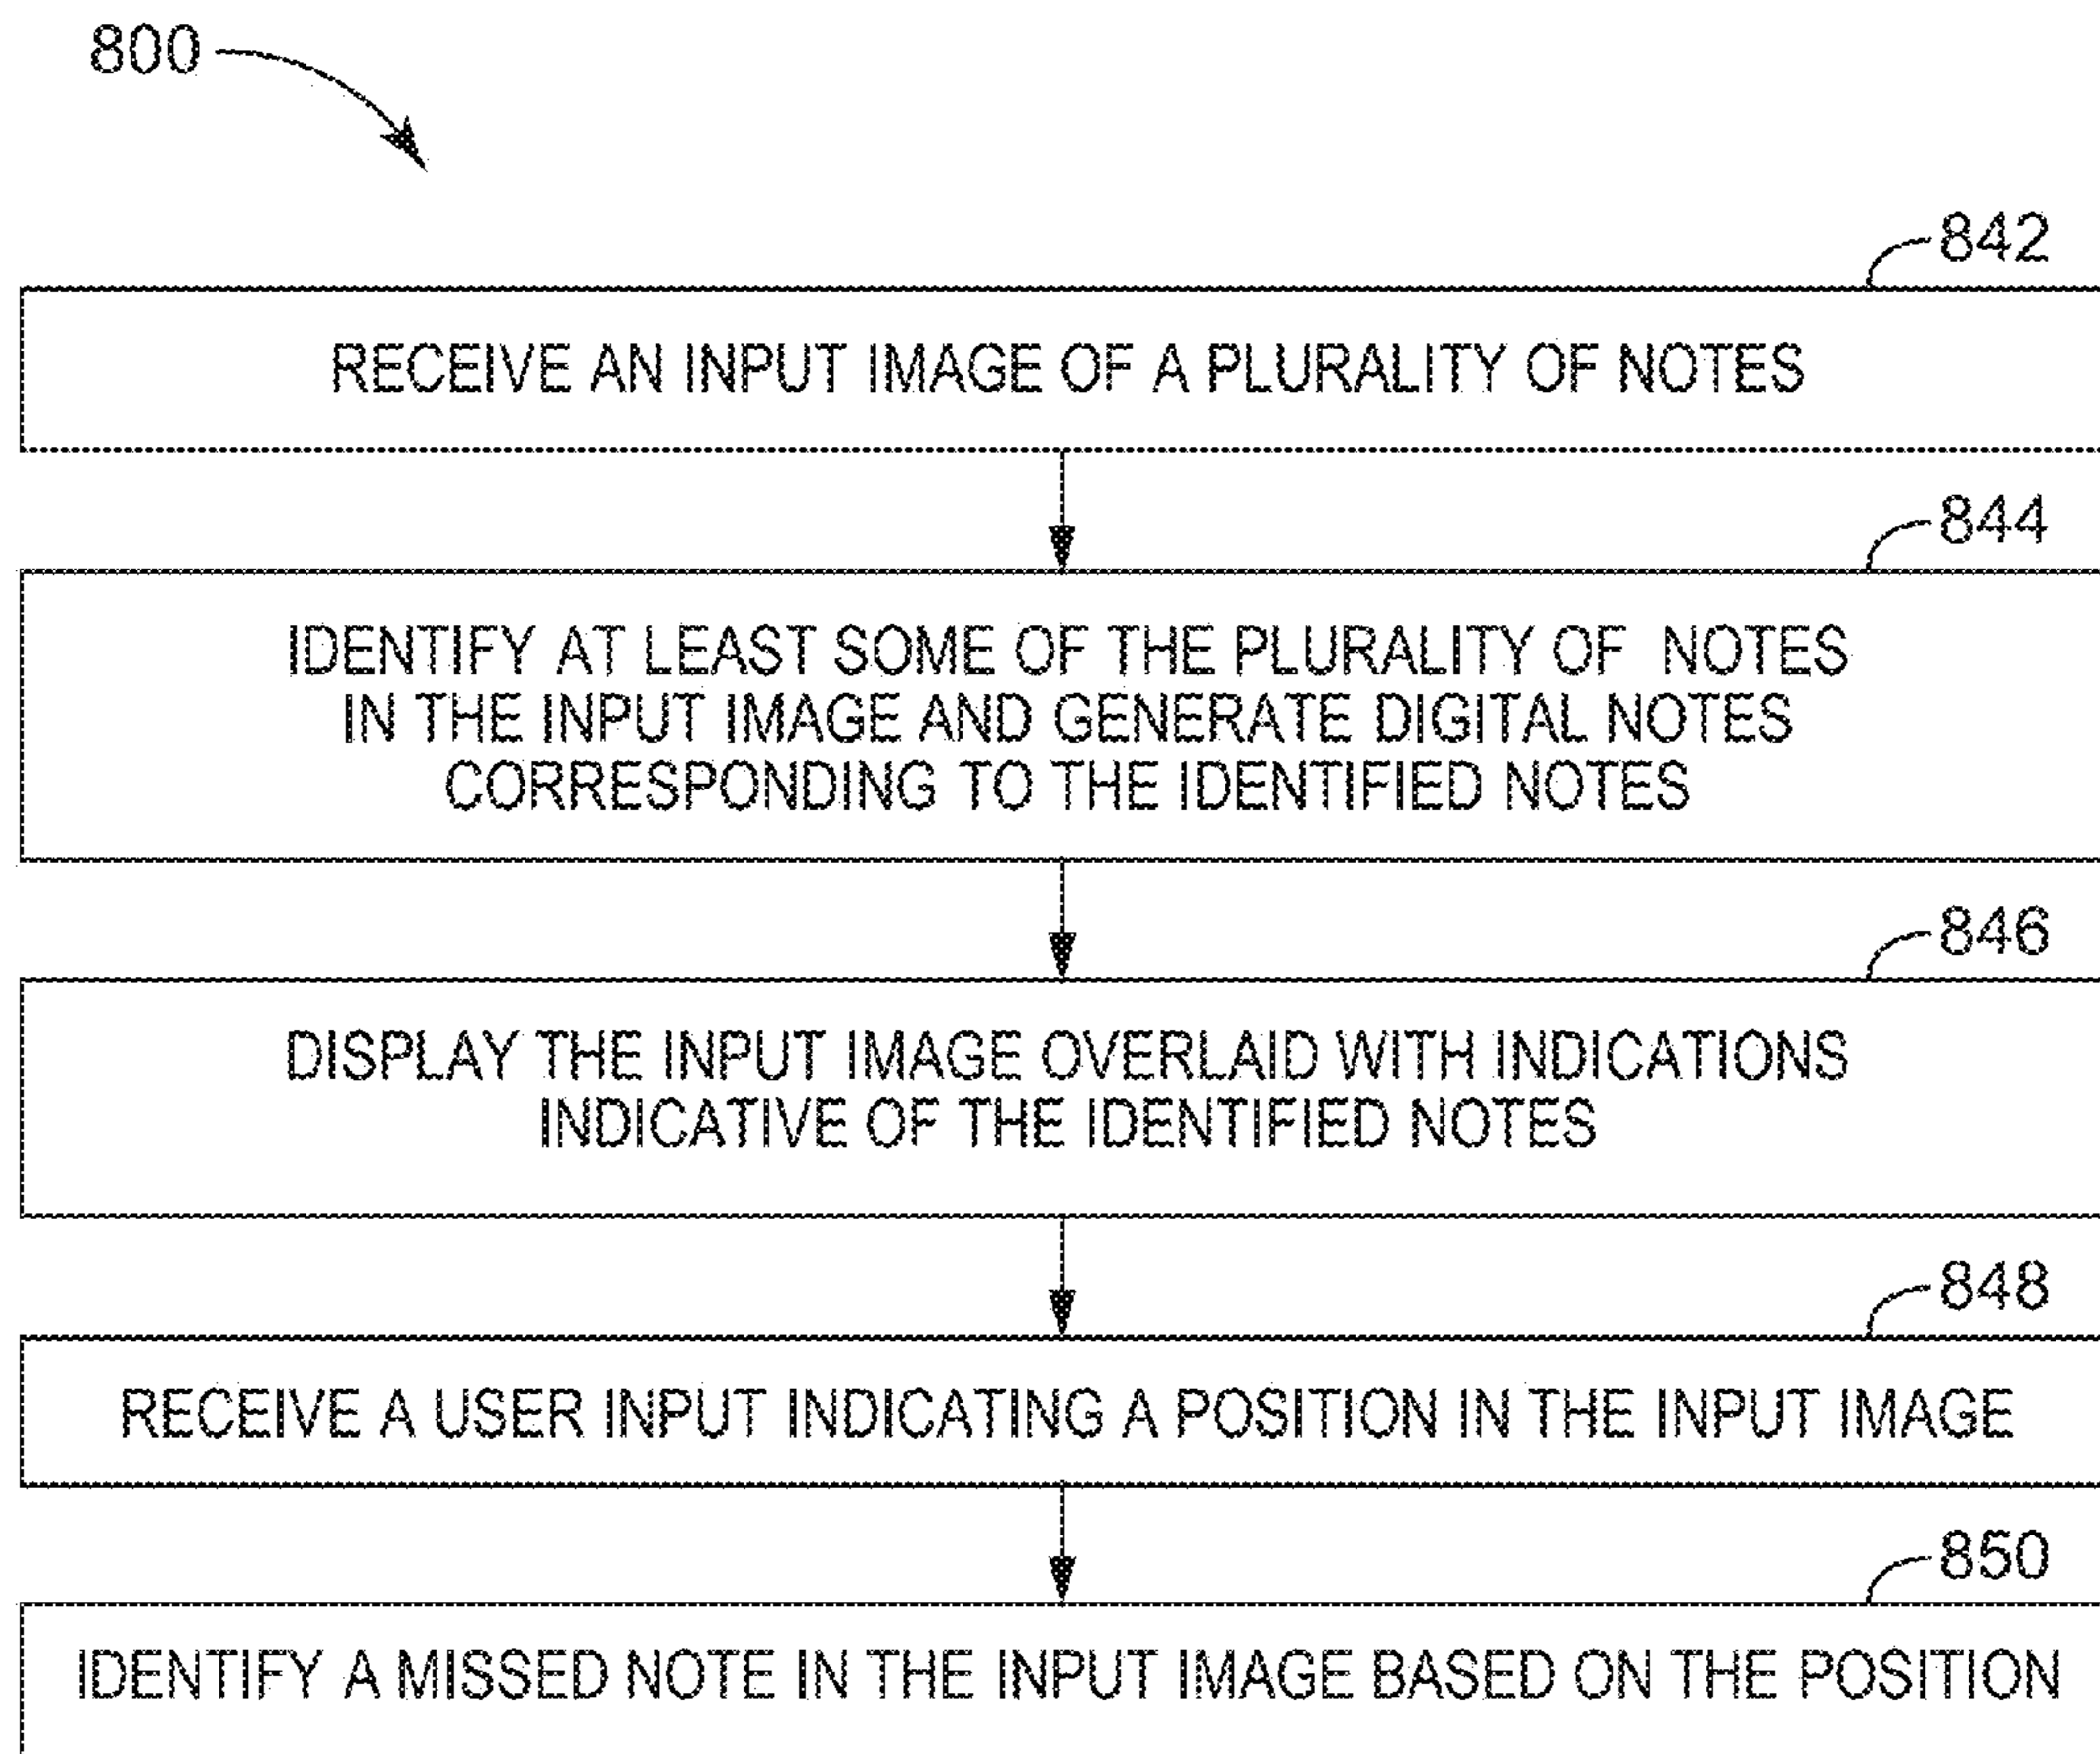 800
842
RECEIVE AN INPUT IMAGE OF A PLURALITY OF NOTES
844
IDENTIFY AT LEAST SOME OF THE PLURALITY OF NOTES
IN THE INPUT IMAGE AND GENERATE DIGITAL NOTES
CORRESPONDING TO THE IDENTIFIED NOTES
846
DISPLAY THE INPUT IMAGE OVERLAID WITH INDICATIONS
INDICATIVE OF THE IDENTIFIED NOTES
848
RECEIVE A USER INPUT INDICATING A POSITION IN THE INPUT IMAGE
850
IDENTIFY A MISSED NOTE IN THE INPUT IMAGE BASED ON THE POSITION